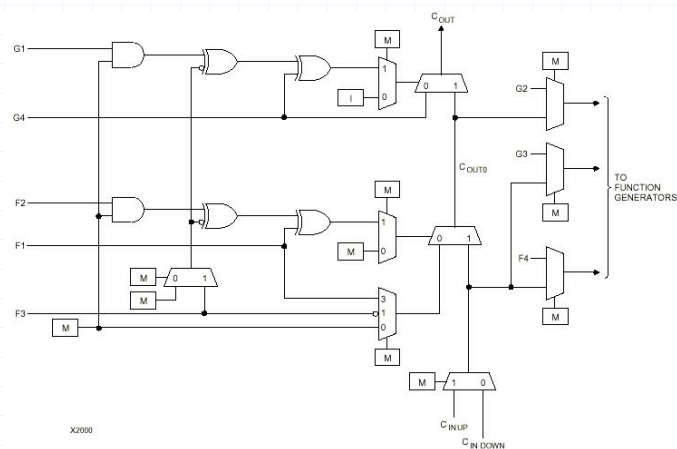 C OUT
M
G1
1
I
0
0 1
G4
M
G2
G3
C OUT0
M
TO
FUNCTION
GENERATORS
F2
M
1
M
0
0 1
F1
F4
M
M 0 1
M
3
1
0
F3
M
M
M 1 0
C IN UP
C IN DOWN
X2000